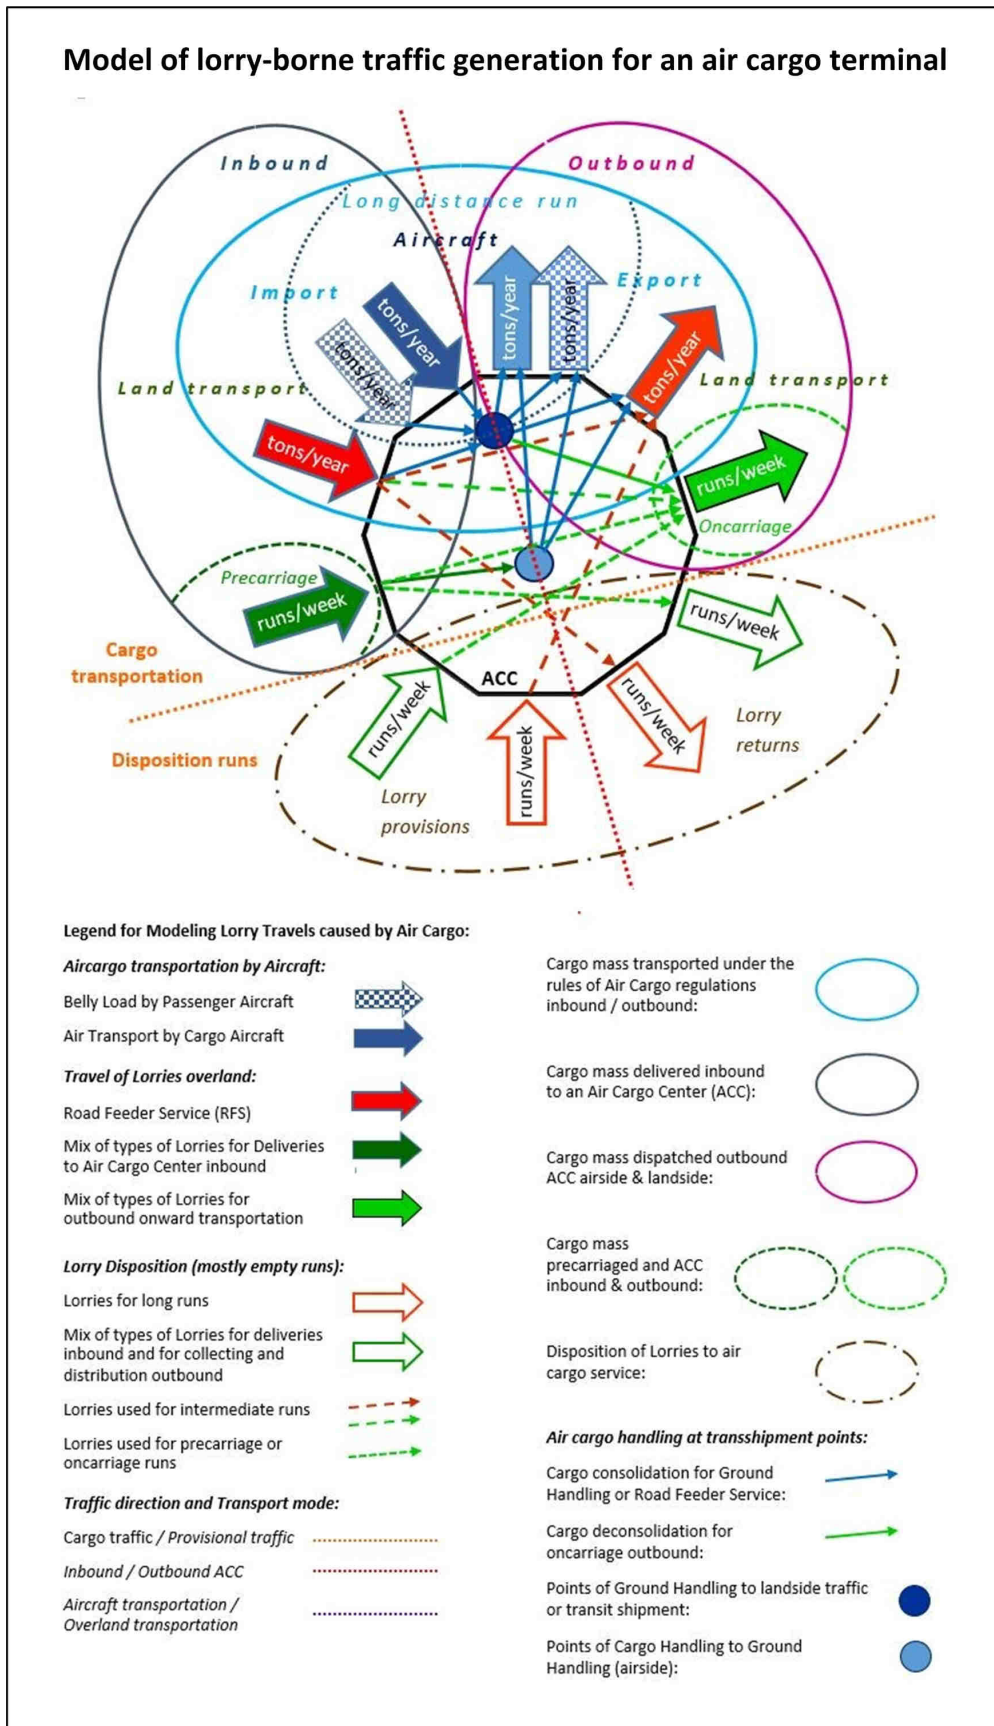 Model of lorry-borne traffic generation for an air cargo terminal
Inbound
Outbound
Long distance run
Aircraft
Import
Export
tons/year
tons/year
tons/year
tons/year
tons/year
tons/year
Land transport
Land transport
runs/week
Oncarriage
Precarriage
runs/week
runs/week
Cargo
transportation
ACC
runs/week
runs/week
runs/week
Lorry
returns
Disposition runs
Lorry
provisions
Legend for Modeling Lorry Travels caused by Air Cargo:
Aircargo transportation by Aircraft:
Belly Load by Passenger Aircraft
Air Transport by Cargo Aircraft
Travel of Lorries overland:
Road Feeder Service (RFS)
Mix of types of Lorries for Deliveries
to Air Cargo Center inbound
Mix of types of Lorries for
outbound onward transportation
Lorry Disposition (mostly empty runs):
Lorries for long runs
Mix of types of Lorries for deliveries
inbound and for collecting and
distribution outbound
Lorries used for intermediate runs
Lorries used for precarriage or
oncarriage runs
Traffic direction and Transport mode:
Cargo traffic / Provisional traffic
Inbound / Outbound ACC
Aircraft transportation /
Overland transportation
Cargo mass transported under the
rules of Air Cargo regulations
inbound / outbound:
Cargo mass delivered inbound
to an Air Cargo Center (ACC):
Cargo mass dispatched outbound
ACC airside & landside:
Cargo mass
precarriaged and ACC
inbound & outbound:
Disposition of Lorries to air
cargo service:
Air cargo handling at transshipment points:
Cargo consolidation for Ground
Handling or Road Feeder Service:
Cargo deconsolidation for
oncarriage outbound:
Points of Ground Handling to landside traffic
or transit shipment:
Points of Cargo Handling to Ground
Handling (airside):